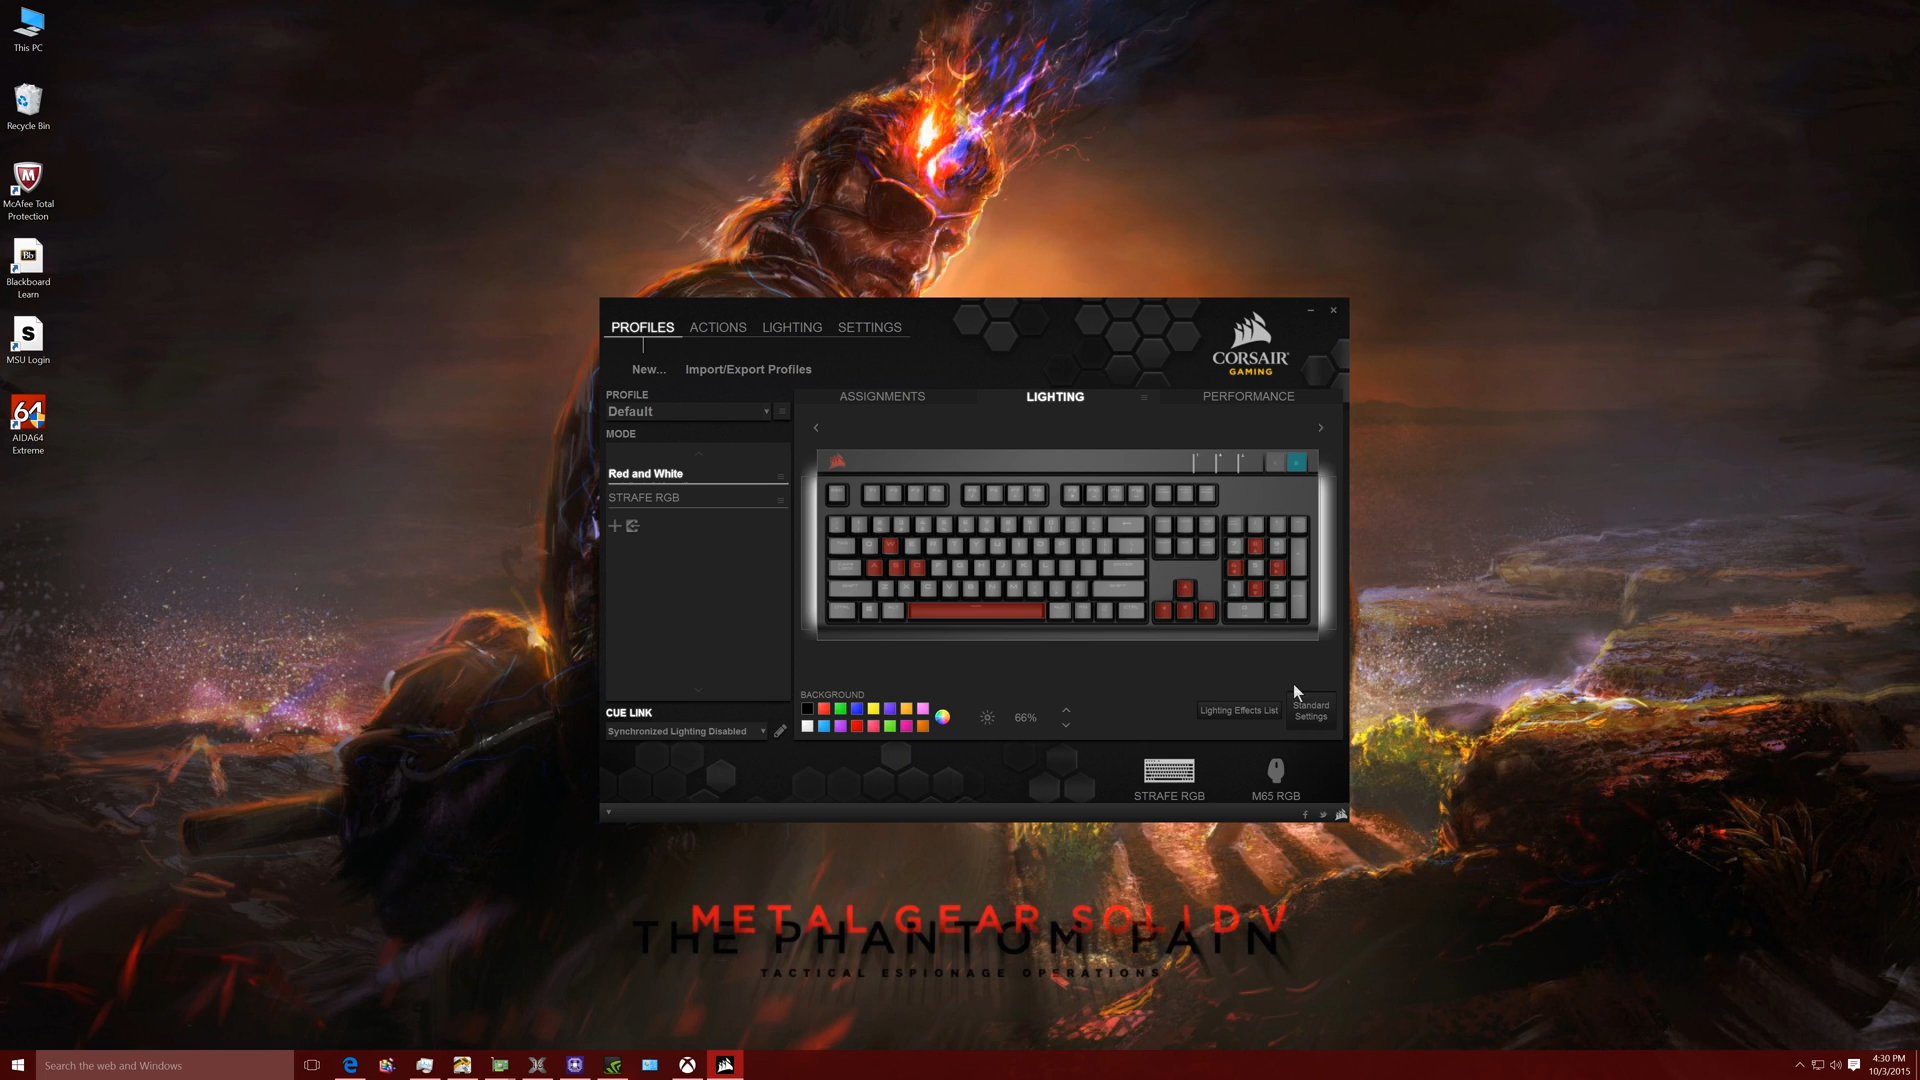 This PC
Recycle Bin
McAfee Total
Protection
Bb
Blackboard
Learn
S
MSU Login
64
AIDA64
Extreme
PROFILES ACTIONS LIGHTING SETTINGS
New... Import/Export Profiles
CORSAIR
GAMING
PROFILE
Default
MODE
Red and White
STRAFE RGB
CUE LINK
Synchronized Lighting Disabled
ASSIGNMENTS LIGHTING PERFORMANCE
BACKGROUND
66%
Lighting Effects List
Standard
Settings
STRAFE RGB
M65 RGB
METAL GEAR SOLID V
THE PHANTOM PAIN
TACTICAL ESPIONAGE OPERATIONS
Search the web and Windows
4:30 PM
10/3/2015